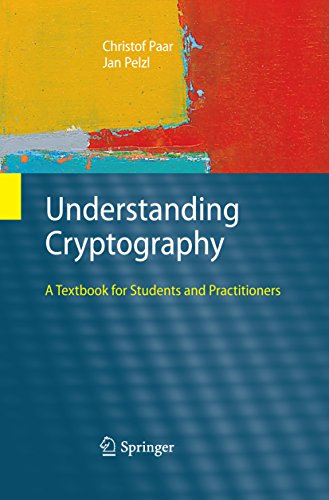 Christof Paar
Jan Pelzl
Understanding
Cryptography
A Textbook for Students and Practitioners
Springer